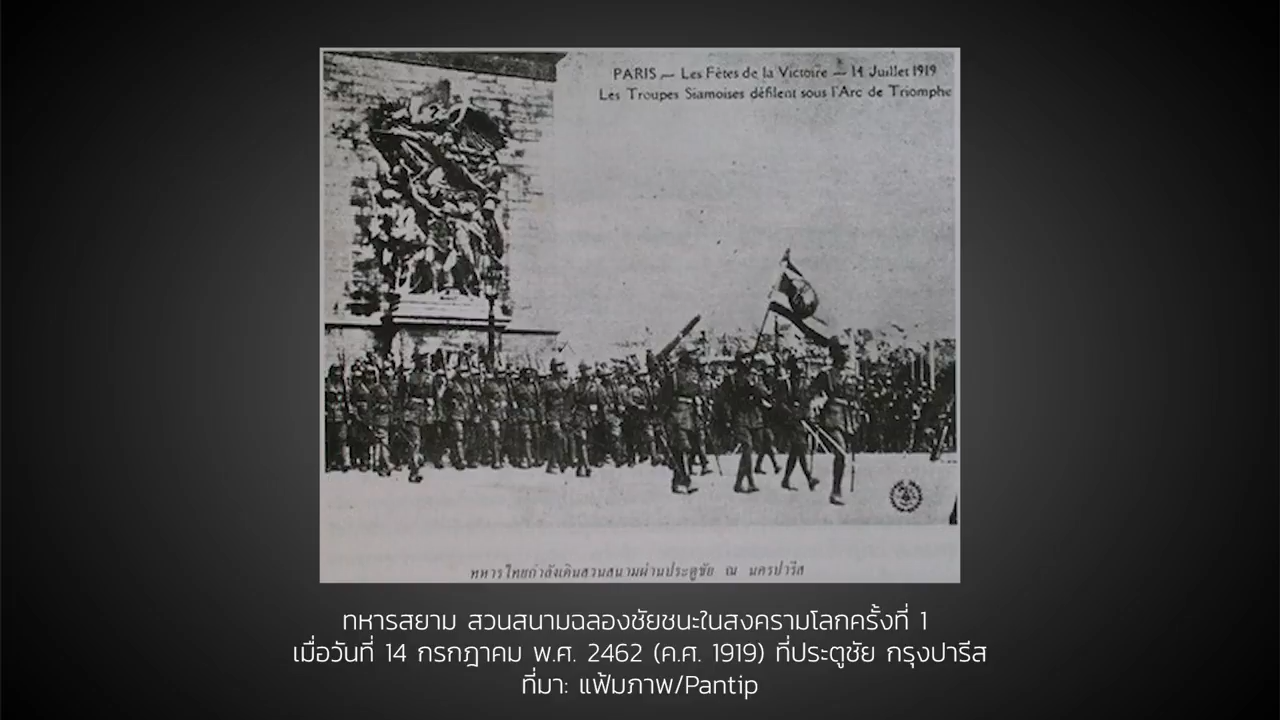 PARIS — Les Fêtes de la Victoire — 14 Juillet 1919
Les Troupes Siamoises défilent sous l'Arc de Triomphe
ทหารไทยกำลังเดินสวนสนามผ่านประตูชัย ณ นครปารีส
ทหารสยาม สวนสนามฉลองชัยชนะในสงครามโลกครั้งที่ 1
เมื่อวันที่ 14 กรกฎาคม พ.ศ. 2462 (ค.ศ. 1919) ที่ประตูชัย กรุงปารีส
ที่มา: แฟ้มภาพ/Pantip